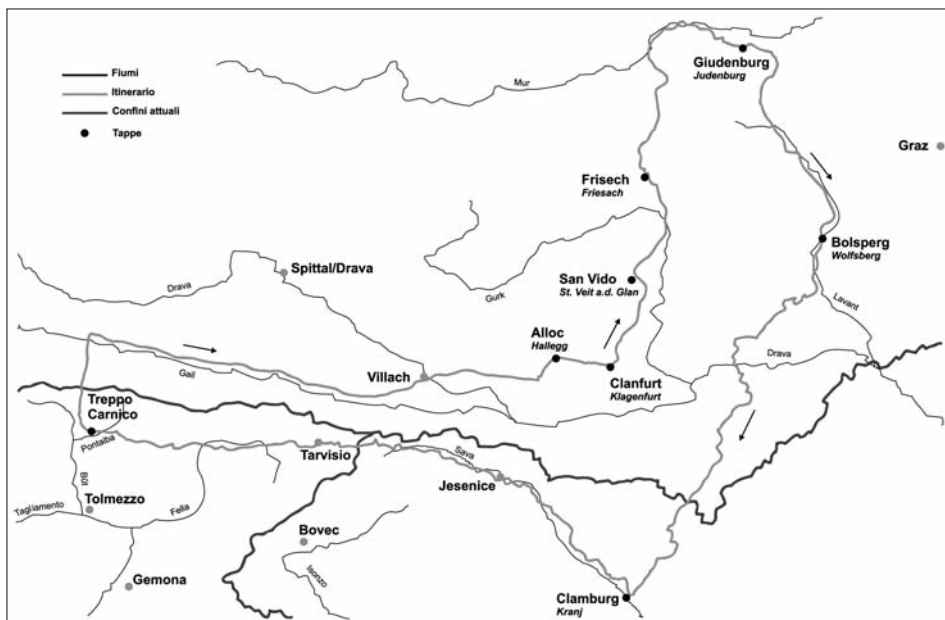 Fiumi
Itinerario
Confini attuali
Tappe
Mur
Giudenburg
Judenburg
Graz
Frisech
Friesach
Bolsperg
Wolfsberg
Spittal/Drava
Drava
San Vido
St. Veit a.d. Glan
Gurk
Lavant
Alloc
Hallegg
Drava
Villach
Gail
Clanfurt
Klagenfurt
Treppo
Carnico
Pontaiba
Tarvisio
Sava
Jesenice
Bût
Tolmezzo
Tagliamento
Fella
Bovec
Isonzo
Gemona
Clamburg
Kranj